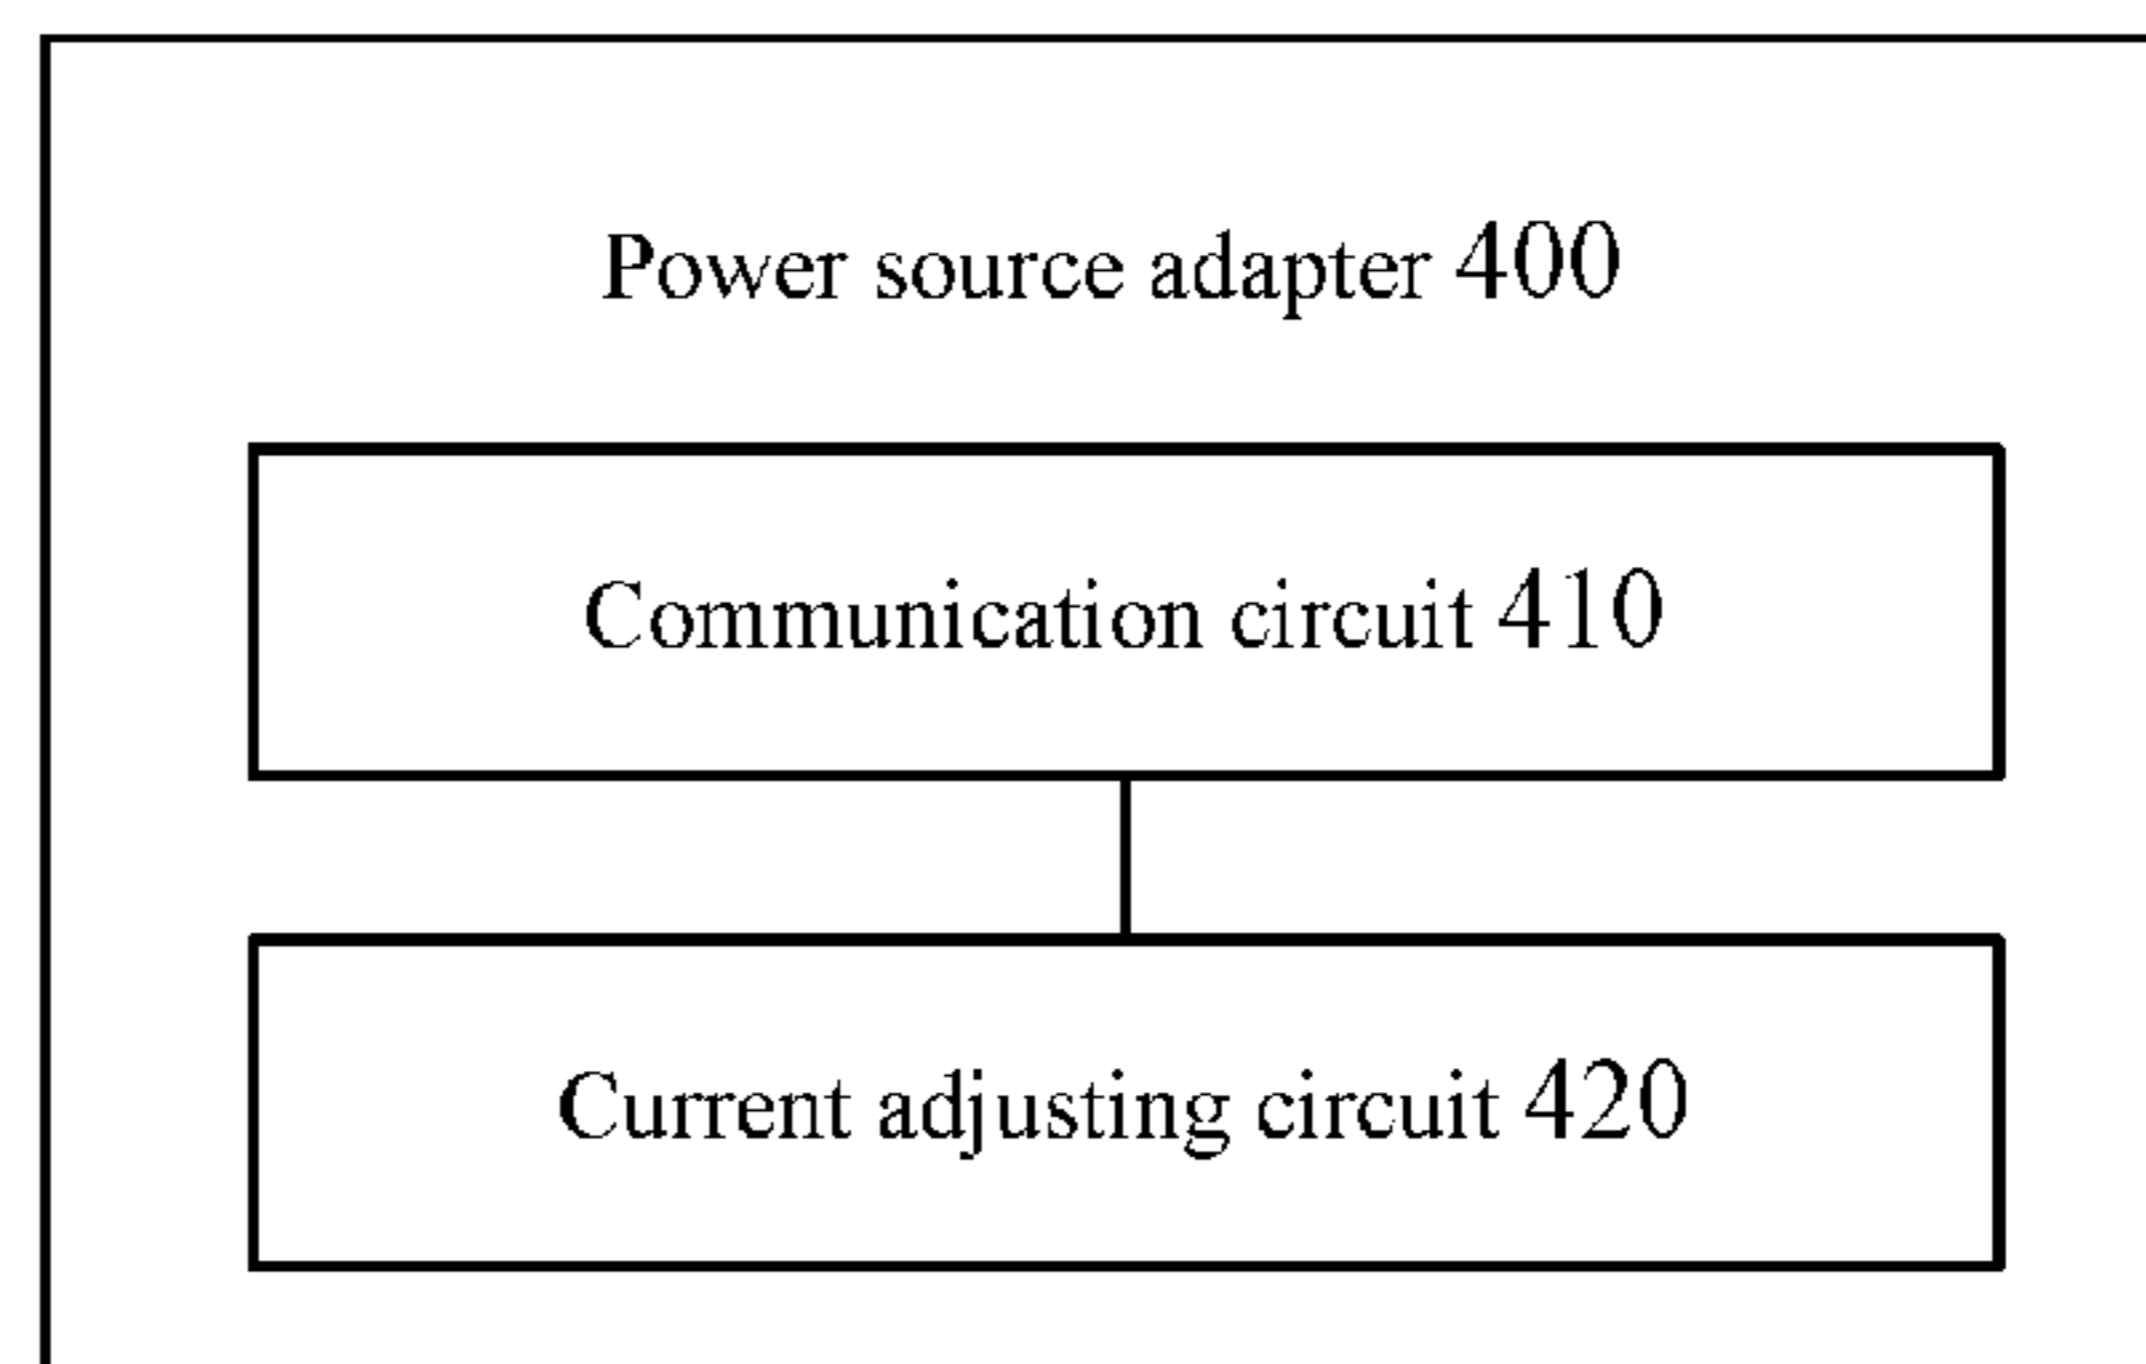 Power source adapter 400
Communication circuit 410
Current adjusting circuit 420